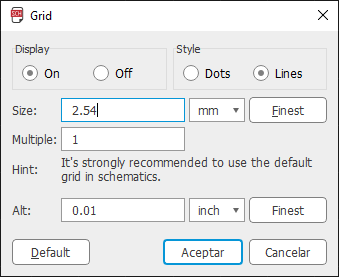 SCH
Grid
Display
Style
On
Off
Dots
Lines
Size:
2.54
mm
Finest
Multiple:
1
Hint:
It's strongly recommended to use the default
grid in schematics.
Alt:
0.01
inch
Finest
Default
Aceptar
Cancelar